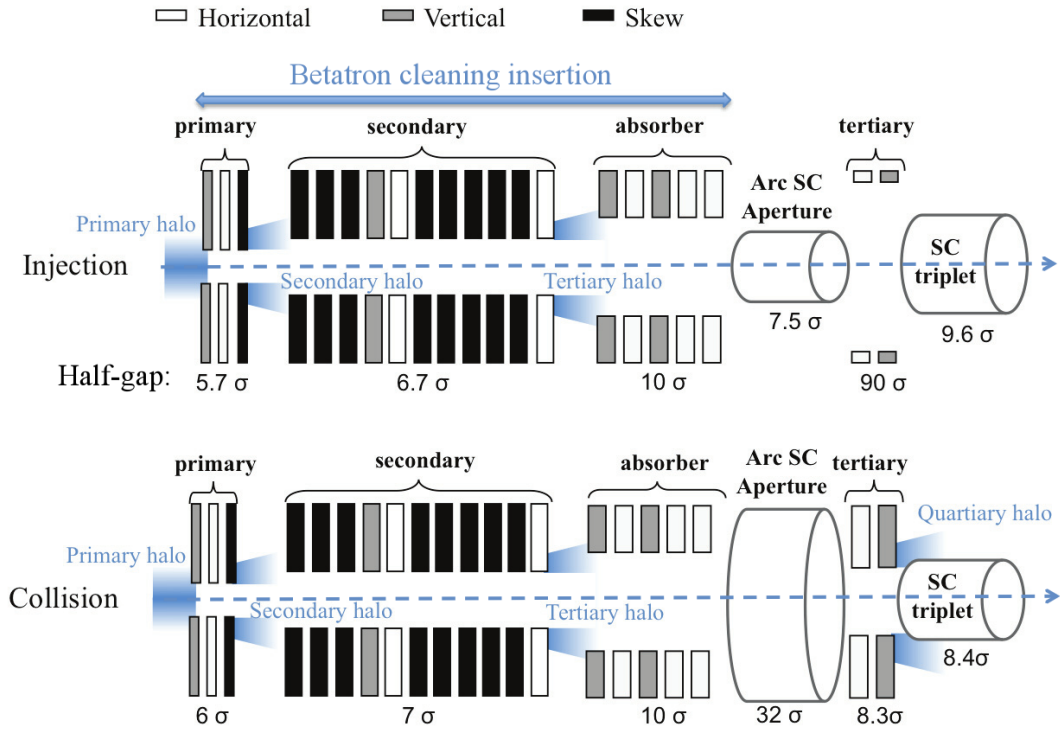 Horizontal Vertical Skew
Betatron cleaning insertion
primary secondary absorber tertiary
Arc SC
Aperture
Primary halo
Injection
SC
triplet
Secondary halo Tertiary halo
7.5 σ
9.6 σ
Half-gap: 5.7 σ 6.7 σ 10 σ 90 σ
primary secondary absorber Arc SC
Aperture tertiary
Quartiary halo
Primary halo
Collision
SC
triplet
Secondary halo Tertiary halo
8.4σ
6 σ 7 σ 10 σ 32 σ 8.3σ